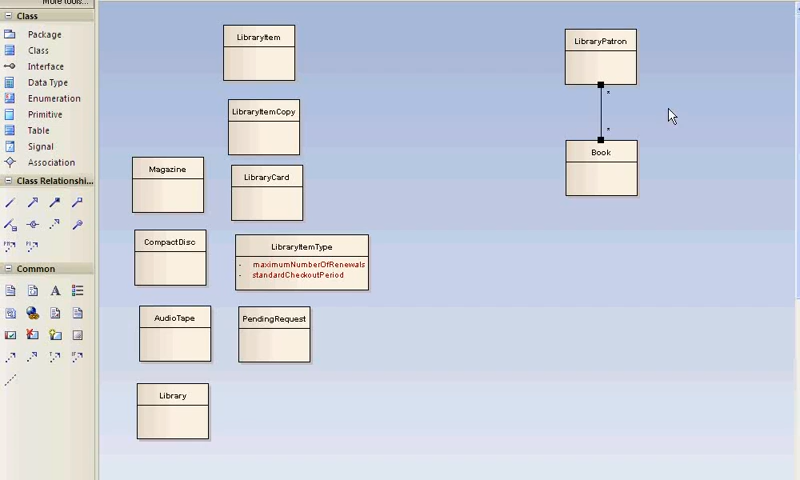 More tools...
Class
Package
Class
Interface
Data Type
Enumeration
Primitive
Table
Signal
Association
Class Relationshi...
Common
A
LibraryItem
LibraryItemCopy
Magazine
LibraryCard
CompactDisc
LibraryItemType
- maximumNumberOfRenewals
- standardCheckoutPeriod
AudioTape
PendingRequest
Library
LibraryPatron
*
*
Book